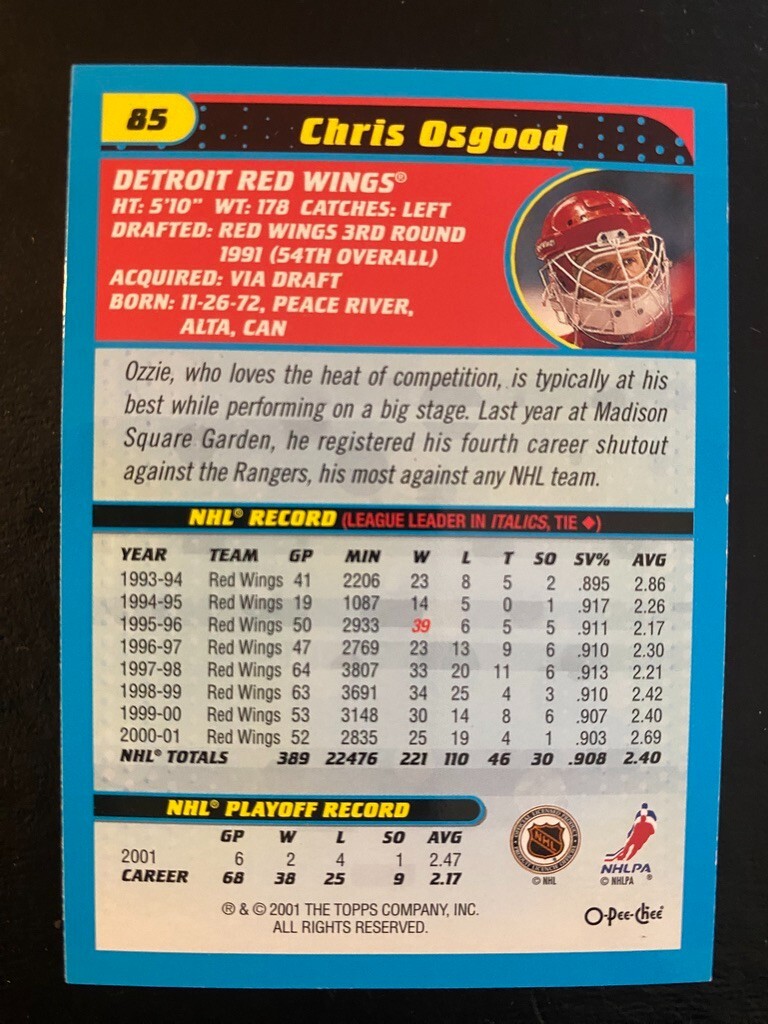 85
Chris Osgood
DETROIT RED WINGS®
HT: 5'10" WT: 178 CATCHES: LEFT
DRAFTED: RED WINGS 3RD ROUND
1991 (54TH OVERALL)
ACQUIRED: VIA DRAFT
BORN: 11-26-72, PEACE RIVER,
ALTA, CAN
Ozzie, who loves the heat of competition, is typically at his
best while performing on a big stage. Last year at Madison
Square Garden, he registered his fourth career shutout
against the Rangers, his most against any NHL team.
NHL® RECORD (LEAGUE LEADER IN ITALICS, TIE ◆)
YEAR TEAM GP MIN W L T SO SV% AVG
1993-94 Red Wings 41 2206 23 8 5 2 .895 2.86
1994-95 Red Wings 19 1087 14 5 0 1 .917 2.26
1995-96 Red Wings 50 2933 39 6 5 5 .911 2.17
1996-97 Red Wings 47 2769 23 13 9 6 .910 2.30
1997-98 Red Wings 64 3807 33 20 11 6 .913 2.21
1998-99 Red Wings 63 3691 34 25 4 3 .910 2.42
1999-00 Red Wings 53 3148 30 14 8 6 .907 2.40
2000-01 Red Wings 52 2835 25 19 4 1 .903 2.69
NHL® TOTALS 389 22476 221 110 46 30 .908 2.40
NHL® PLAYOFF RECORD
GP W L SO AVG
2001 6 2 4 1 2.47
CAREER 68 38 25 9 2.17
NHL
© NHL
NHLPA®
© NHLPA
® & © 2001 THE TOPPS COMPANY, INC.
ALL RIGHTS RESERVED.
O-Pee-Chee®